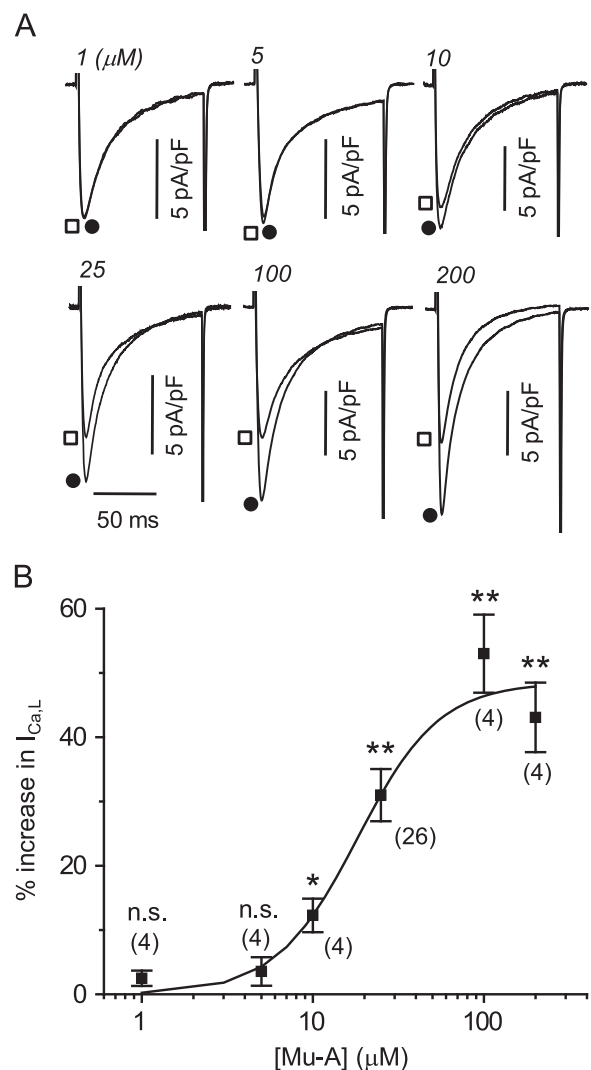 A
1 (μM)
5
10
5 pA/pF
5 pA/pF
5 pA/pF
25
100
200
5 pA/pF
5 pA/pF
5 pA/pF
50 ms
B
% increase in I_Ca,L
60
40
20
0
n.s.
(4)
n.s.
(4)
*
(4)
**
(26)
**
(4)
**
(4)
1
10
100
[Mu-A] (μM)